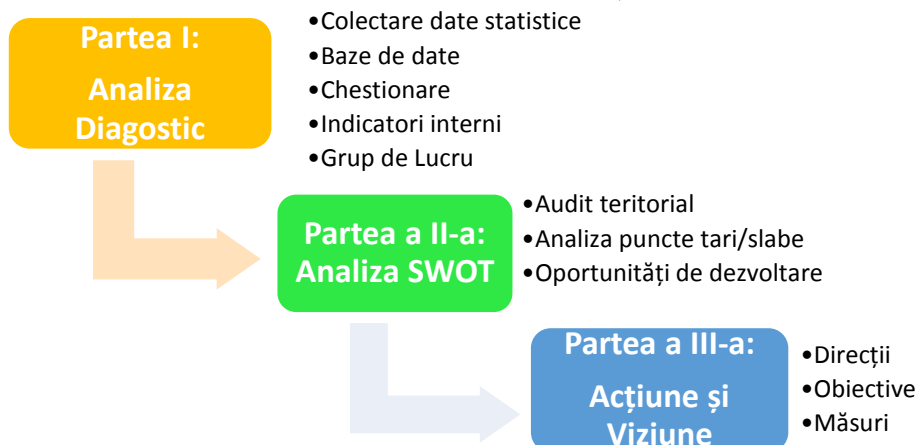 Partea I:
Analiza
Diagostic
•Colectare date statistice
•Baze de date
•Chestionare
•Indicatori interni
•Grup de Lucru
Partea a II-a:
Analiza SWOT
•Audit teritorial
•Analiza puncte tari/slabe
•Oportunități de dezvoltare
Partea a III-a:
Acțiune și
Viziune
•Direcții
•Obiective
•Măsuri